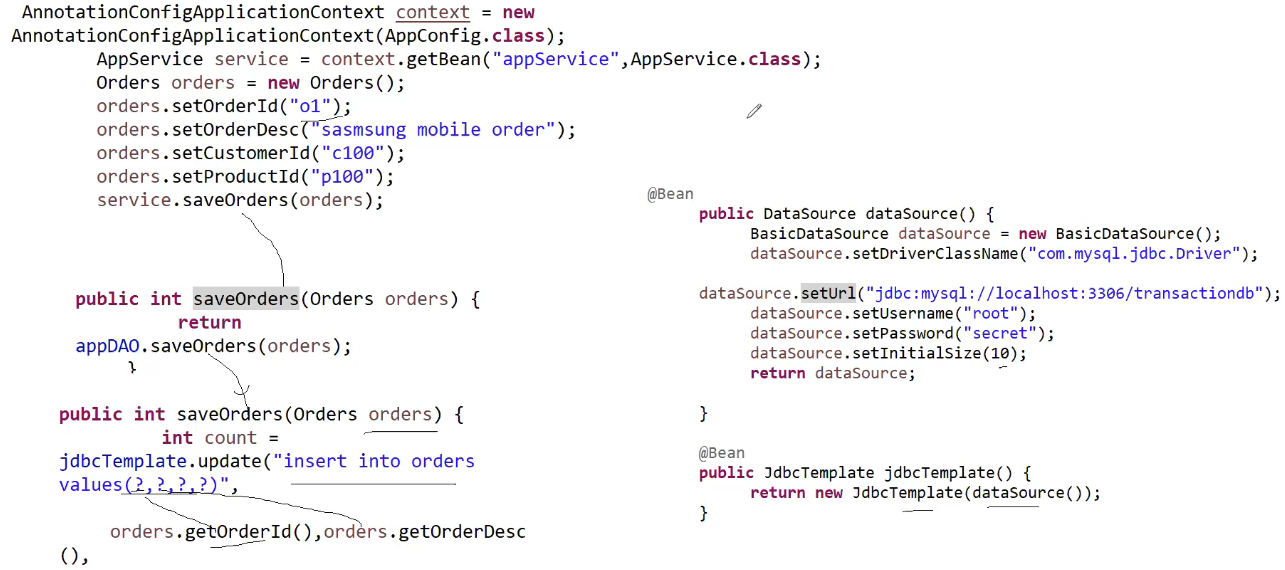 AnnotationConfigApplicationContext context = new
AnnotationConfigApplicationContext(AppConfig.class);
AppService service = context.getBean("appService",AppService.class);
Orders orders = new Orders();
orders.setOrderId("o1");
orders.setOrderDesc("sasmsung mobile order");
orders.setCustomerId("c100");
orders.setProductId("p100");
service.saveOrders(orders);
public int saveOrders(Orders orders) {
return
appDAO.saveOrders(orders);
}
public int saveOrders(Orders orders) {
int count =
jdbcTemplate.update("insert into orders
values(?,?,?,?)",
orders.getOrderId(),orders.getOrderDesc
(),
@Bean
public DataSource dataSource() {
BasicDataSource dataSource = new BasicDataSource();
dataSource.setDriverClassName("com.mysql.jdbc.Driver");
dataSource.setUrl("jdbc:mysql://localhost:3306/transactiondb");
dataSource.setUsername("root");
dataSource.setPassword("secret");
dataSource.setInitialSize(10);
return dataSource;
}
@Bean
public JdbcTemplate jdbcTemplate() {
return new JdbcTemplate(dataSource());
}